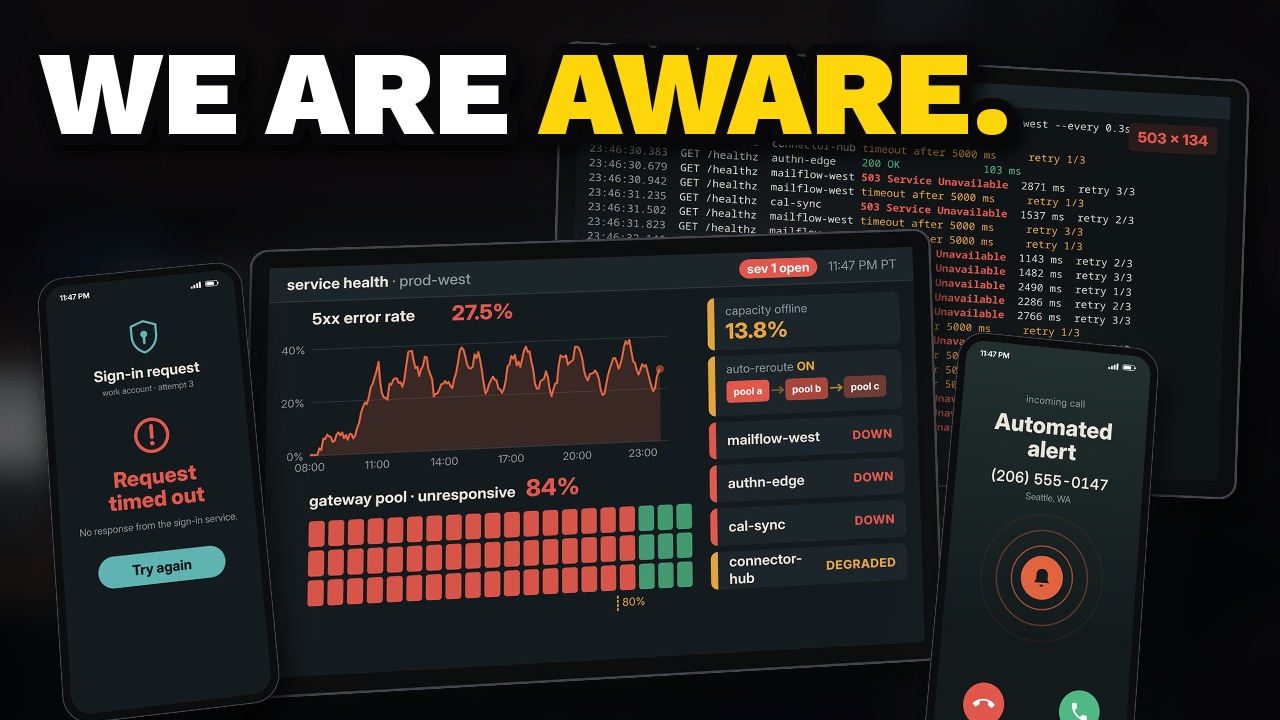 WE ARE AWARE.
west --every 0.3s
503 × 134
connector-hub timeout after 5000 ms retry 1/3
23:46:30.383 GET /healthz authn-edge 200 OK 103 ms
23:46:30.679 GET /healthz mailflow-west 503 Service Unavailable 2871 ms retry 3/3
23:46:30.942 GET /healthz mailflow-west timeout after 5000 ms retry 1/3
23:46:31.235 GET /healthz cal-sync 503 Service Unavailable 1537 ms retry 2/3
23:46:31.502 GET /healthz mailflow-west timeout after 5000 ms retry 3/3
23:46:31.823 GET /healthz er 5000 ms retry 1/3
Unavailable 1143 ms retry 2/3
Unavailable 1482 ms retry 3/3
Unavailable 2490 ms retry 1/3
Unavailable 2286 ms retry 2/3
Unavailable 2766 ms retry 3/3
r 5000 ms retry 1/3
11:47 PM
Sign-in request
work account · attempt 3
Request
timed out
No response from the sign-in service.
Try again
service health · prod-west
sev 1 open
11:47 PM PT
5xx error rate 27.5%
40%
20%
0%
08:00 11:00 14:00 17:00 20:00 23:00
gateway pool · unresponsive 84%
80%
capacity offline
13.8%
auto-reroute ON
pool a → pool b → pool c
mailflow-west DOWN
authn-edge DOWN
cal-sync DOWN
connector-
hub DEGRADED
11:47 PM
incoming call
Automated
alert
(206) 555-0147
Seattle, WA